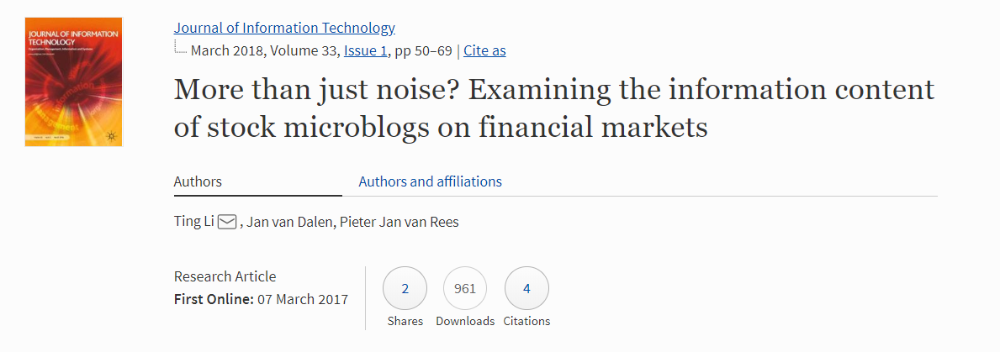 JOURNAL OF INFORMATION
TECHNOLOGY
Journal of Information Technology
March 2018, Volume 33, Issue 1, pp 50–69 | Cite as
More than just noise? Examining the information content
of stock microblogs on financial markets
Authors
Authors and affiliations
Ting Li , Jan van Dalen, Pieter Jan van Rees
Research Article
First Online: 07 March 2017
2
961
4
Shares
Downloads
Citations